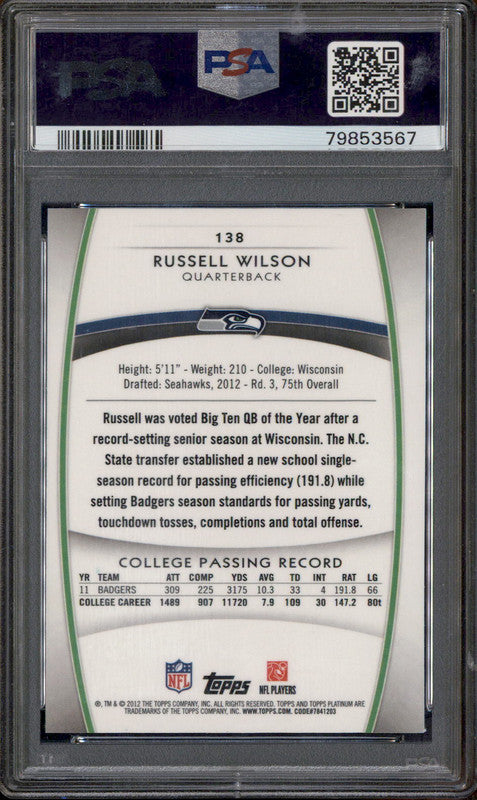 PSA
PSA
79853567
138
RUSSELL WILSON
QUARTERBACK
Height: 5'11" - Weight: 210 - College: Wisconsin
Drafted: Seahawks, 2012 - Rd. 3, 75th Overall
Russell was voted Big Ten QB of the Year after a
record-setting senior season at Wisconsin. The N.C.
State transfer established a new school single-
season record for passing efficiency (191.8) while
setting Badgers season standards for passing yards,
touchdown tosses, completions and total offense.
COLLEGE PASSING RECORD
YR TEAM ATT COMP YDS AVG TD INT RAT LG
11 BADGERS 309 225 3175 10.3 33 4 191.8 66
COLLEGE CAREER 1489 907 11720 7.9 109 30 147.2 80t
NFL Topps NFL PLAYERS
®, TM & © 2012 THE TOPPS COMPANY, INC. ALL RIGHTS RESERVED. TOPPS AND TOPPS PLATINUM ARE
TRADEMARKS OF THE TOPPS COMPANY, INC. WWW.TOPPS.COM. CODE#7841203
PSA